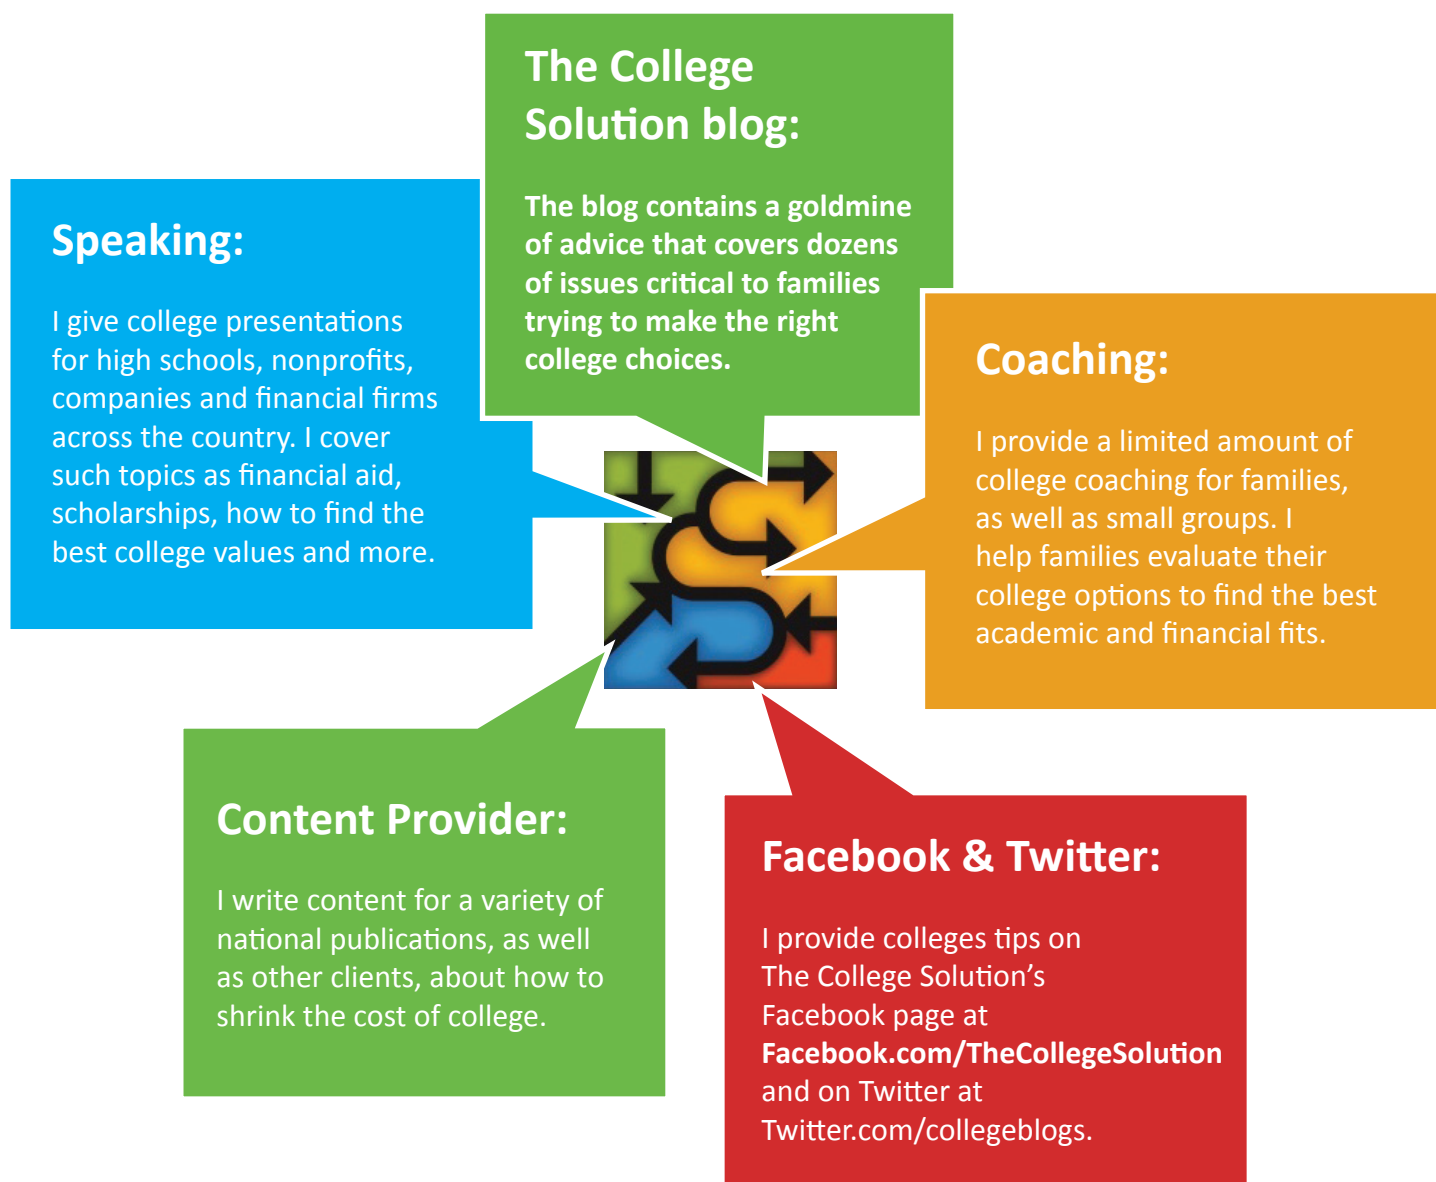 The College
Solution blog:
The blog contains a goldmine
of advice that covers dozens
of issues critical to families
trying to make the right
college choices.
Speaking:
I give college presentations
for high schools, nonprofits,
companies and financial firms
across the country. I cover
such topics as financial aid,
scholarships, how to find the
best college values and more.
Coaching:
I provide a limited amount of
college coaching for families,
as well as small groups. I
help families evaluate their
college options to find the best
academic and financial fits.
Content Provider:
I write content for a variety of
national publications, as well
as other clients, about how to
shrink the cost of college.
Facebook & Twitter:
I provide colleges tips on
The College Solution’s
Facebook page at
Facebook.com/TheCollegeSolution
and on Twitter at
Twitter.com/collegeblogs.